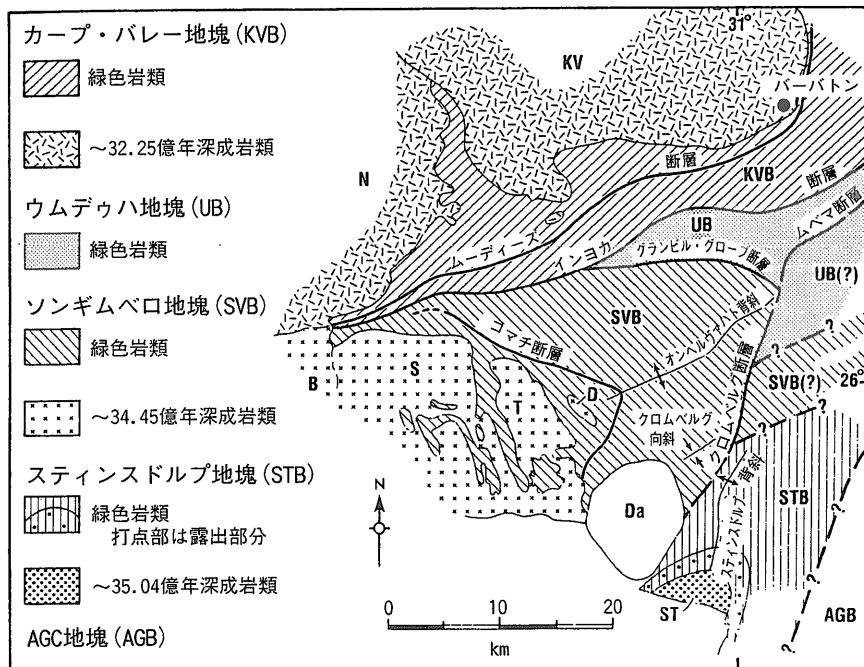 カープ・バレー地塊(KVB)
緑色岩類
～32.25億年深成岩類
ウムデゥハ地塊(UB)
緑色岩類
ソンギムベロ地塊(SVB)
緑色岩類
～34.45億年深成岩類
スティンスドルプ地塊(STB)
緑色岩類
打点部は露出部分
～35.04億年深成岩類
AGC地塊(AGB)
31°
KV
バーバトン
N
断層
KVB
断層
ムーディーズ
インヨカ
UB
グランビル・グローブ断層
ムベマ断層
UB(?)
SVB
コマチ断層
オンベルヴァハト背斜
クロムベルグ断層
?
?
SVB(?)
26°
B
S
T
D
クロムベルグ
向斜
?
?
スティンスドルプ背斜
STB
N
Da
?
ST
AGB
?
0
10
20
km